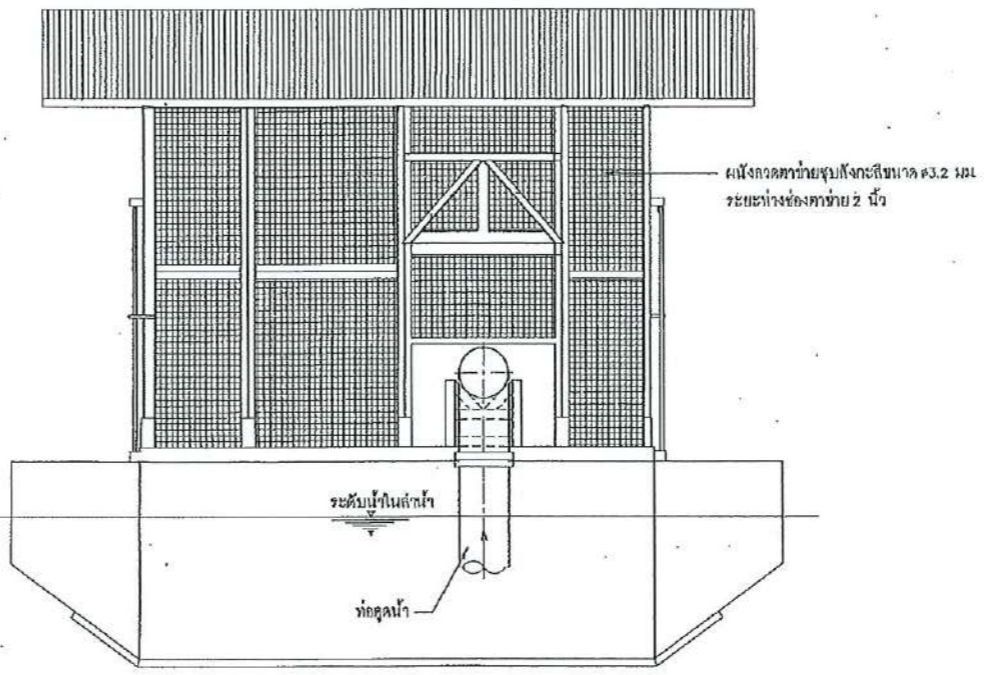 ผนังลวดตาข่ายชุบสังกะสีขนาด ø3.2 มม.
ระยะห่างช่องตาข่าย 2 นิ้ว
ระดับน้ำในลำน้ำ
ท่อดูดน้ำ